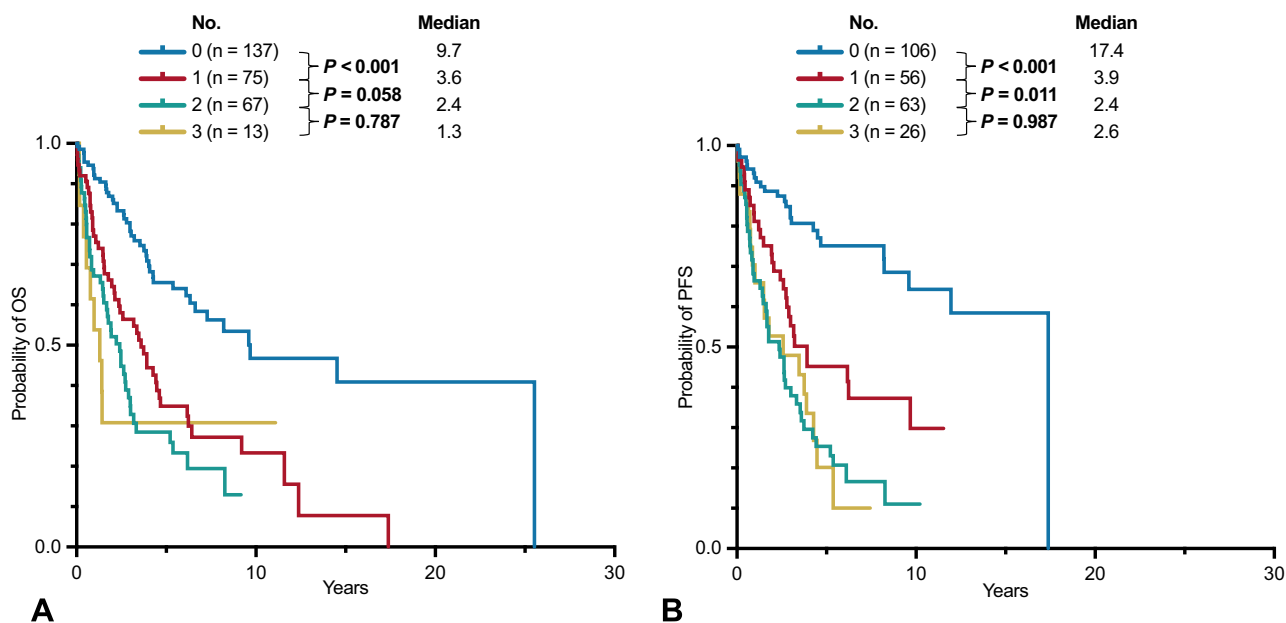 No. Median
0 (n = 137) 9.7
P < 0.001
1 (n = 75) 3.6
P = 0.058
2 (n = 67) 2.4
P = 0.787
3 (n = 13) 1.3
1.0
0.5
0.0
Probability of OS
0 10 20 30
Years
A
No. Median
0 (n = 106) 17.4
P < 0.001
1 (n = 56) 3.9
P = 0.011
2 (n = 63) 2.4
P = 0.987
3 (n = 26) 2.6
1.0
0.5
0.0
Probability of PFS
0 10 20 30
Years
B